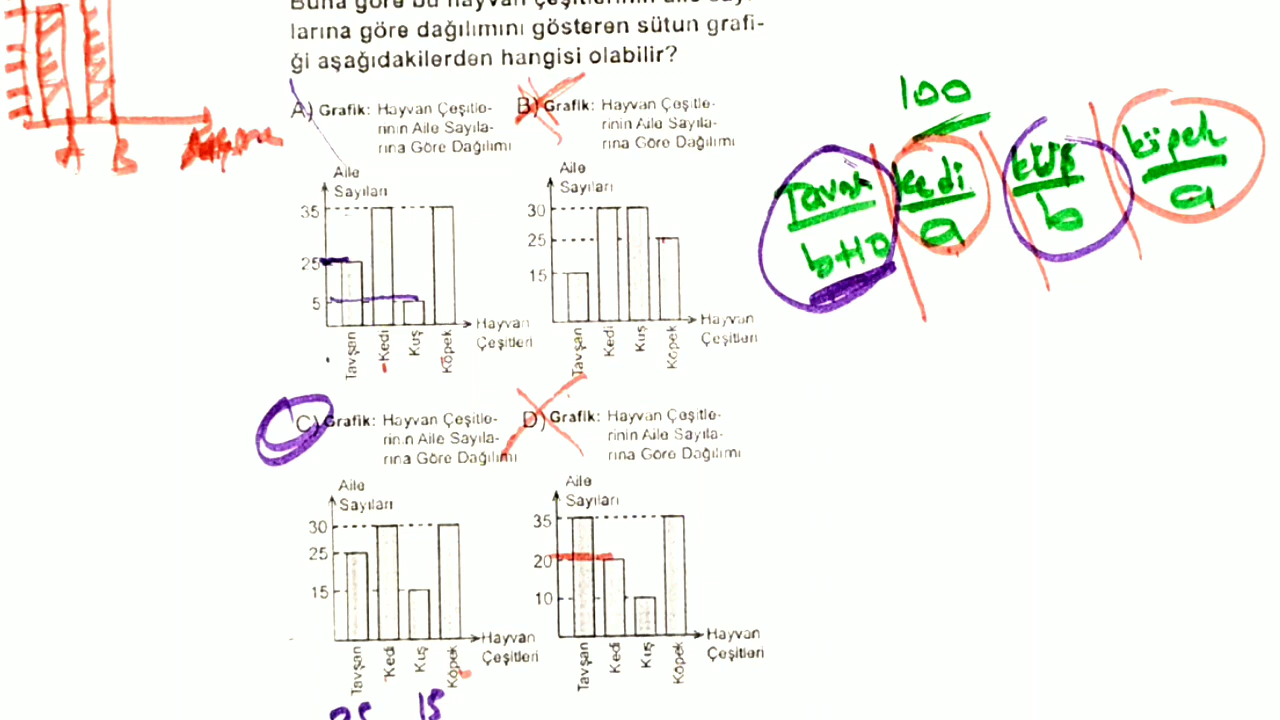 Buna göre bu hayvan çeşitlerinin aile sayı-
larına göre dağılımını gösteren sütun grafi-
ği aşağıdakilerden hangisi olabilir?
A) Grafik: Hayvan Çeşitle-
rinin Aile Sayıla-
rına Göre Dağılımı
Aile
Sayıları
35
25
5
Tavşan
Kedi
Kuş
Köpek
Hayvan
Çeşitleri
B) Grafik: Hayvan Çeşitle-
rinin Aile Sayıla-
rına Göre Dağılımı
Aile
Sayıları
30
25
15
Tavşan
Kedi
Kuş
Köpek
Hayvan
Çeşitleri
C) Grafik: Hayvan Çeşitle-
rinin Aile Sayıla-
rına Göre Dağılımı
Aile
Sayıları
30
25
15
Tavşan
Kedi
Kuş
Köpek
Hayvan
Çeşitleri
25 15
D) Grafik: Hayvan Çeşitle-
rinin Aile Sayıla-
rına Göre Dağılımı
Aile
Sayıları
35
20
10
Tavşan
Kedi
Kuş
Köpek
Hayvan
Çeşitleri
100
Tavşan kedi kuş köpek
b+10 a b a
A B